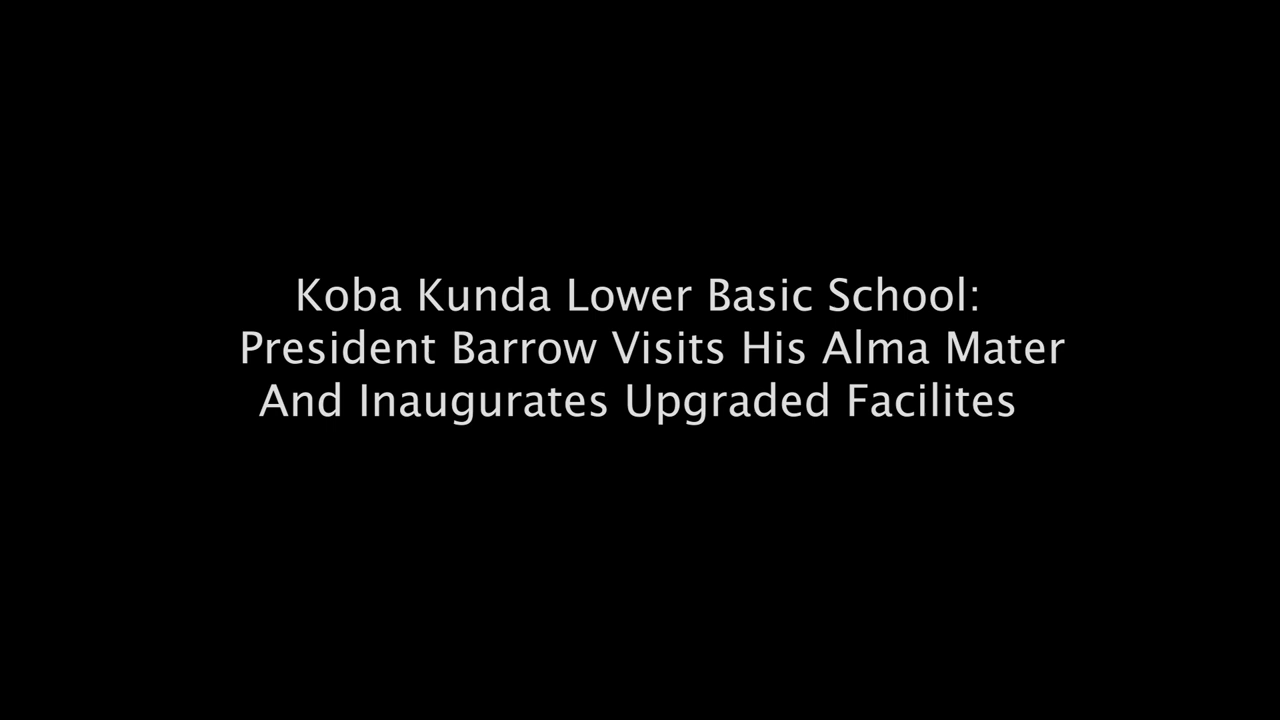 Koba Kunda Lower Basic School:
President Barrow Visits His Alma Mater
And Inaugurates Upgraded Facilites